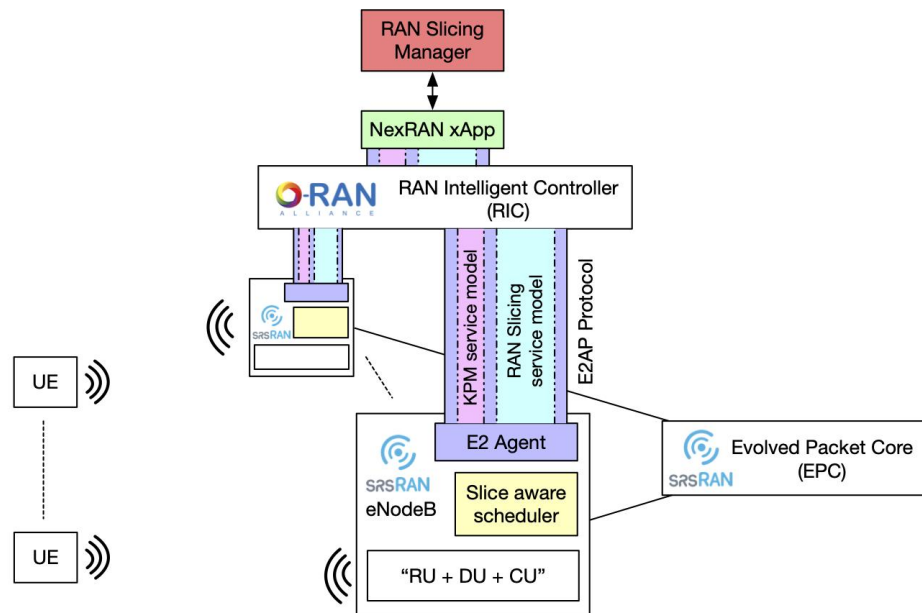 RAN Slicing
Manager
NexRAN xApp
O-RAN
ALLIANCE
RAN Intelligent Controller
(RIC)
KPM service model
RAN Slicing
service model
E2AP Protocol
srsRAN
UE
UE
E2 Agent
srsRAN
eNodeB
Slice aware
scheduler
“RU + DU + CU”
srsRAN
Evolved Packet Core
(EPC)